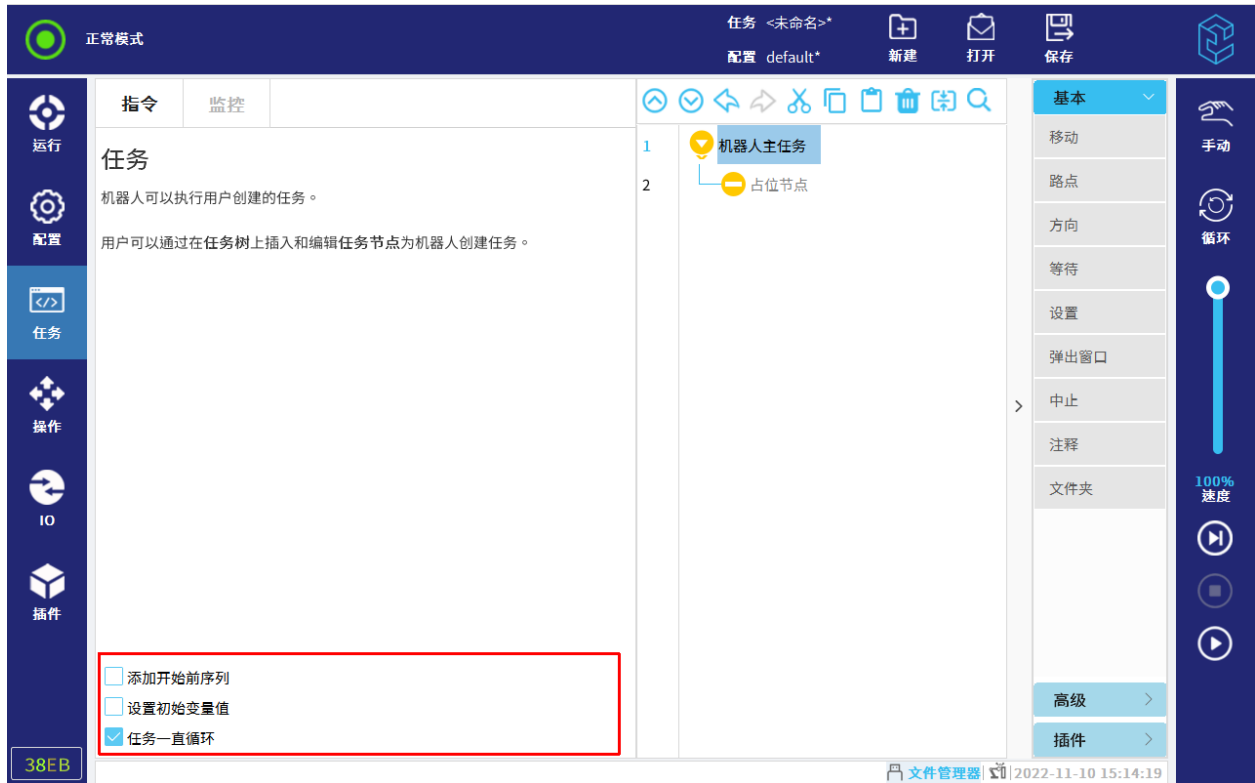 正常模式
任务 <未命名>*
配置 default*
新建
打开
保存
运行
配置
任务
操作
IO
插件
38EB
指令
监控
任务
机器人可以执行用户创建的任务。
用户可以通过在任务树上插入和编辑任务节点为机器人创建任务。
添加开始前序列
设置初始变量值
任务一直循环
1 机器人主任务
2 占位节点
基本
移动
路点
方向
等待
设置
弹出窗口
中止
注释
文件夹
高级
插件
手动
循环
100%
速度
文件管理器
2022-11-10 15:14:19